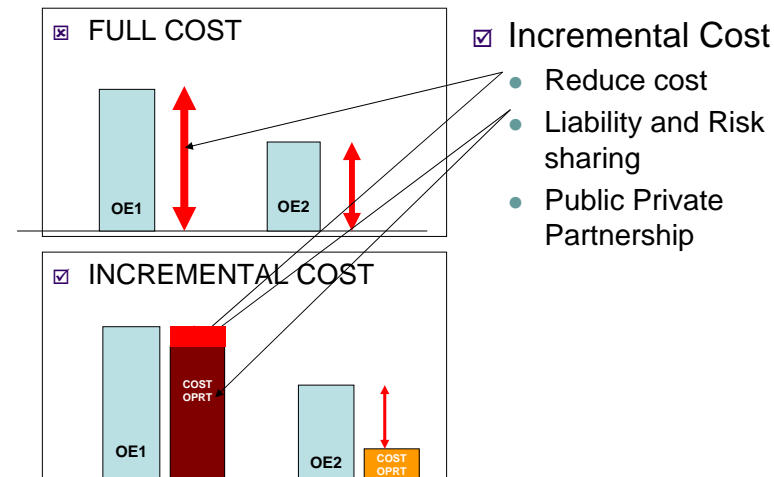 FULL COST
OE1
OE2
INCREMENTAL COST
COST
OPRT
OE1
OE2
COST
OPRT
Incremental Cost
Reduce cost
Liability and Risk
sharing
Public Private
Partnership